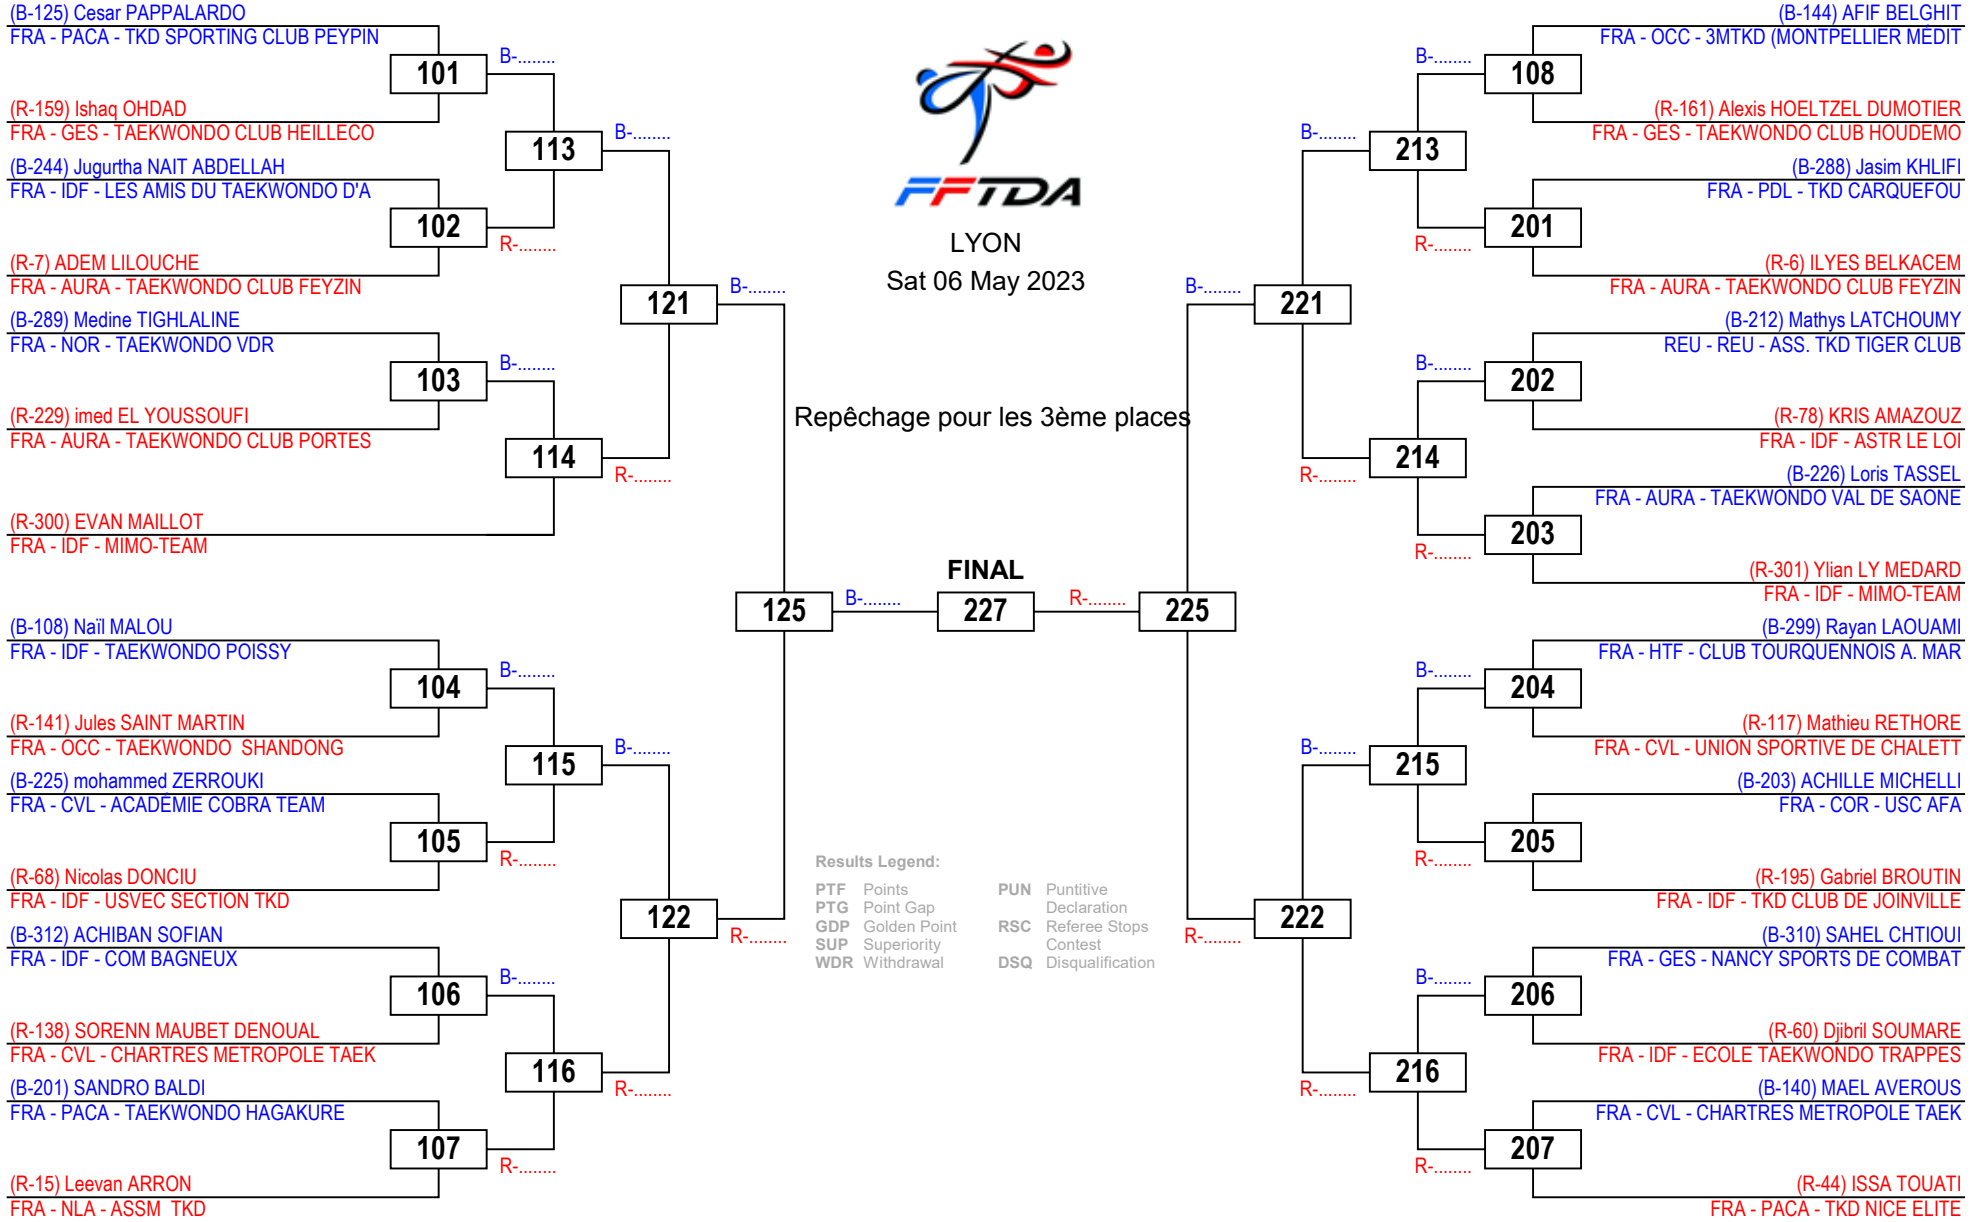 (B-125) Cesar PAPPALARDO
FRA - PACA - TKD SPORTING CLUB PEYPIN
101
B-........
(R-159) Ishaq OHDAD
FRA - GES - TAEKWONDO CLUB HEILLECO
113
B-........
(B-244) Jugurtha NAIT ABDELLAH
FRA - IDF - LES AMIS DU TAEKWONDO D'A
102
R-........
(R-7) ADEM LILOUCHE
FRA - AURA - TAEKWONDO CLUB FEYZIN
121
B-........
(B-289) Medine TIGHLALINE
FRA - NOR - TAEKWONDO VDR
103
B-........
(R-229) imed EL YOUSSOUFI
FRA - AURA - TAEKWONDO CLUB PORTES
114
R-........
(R-300) EVAN MAILLOT
FRA - IDF - MIMO-TEAM
125
B-........
(B-108) Naïl MALOU
FRA - IDF - TAEKWONDO POISSY
104
B-........
(R-141) Jules SAINT MARTIN
FRA - OCC - TAEKWONDO  SHANDONG
115
B-........
(B-225) mohammed ZERROUKI
FRA - CVL - ACADÉMIE COBRA TEAM
105
R-........
(R-68) Nicolas DONCIU
FRA - IDF - USVEC SECTION TKD
122
R-........
(B-312) ACHIBAN SOFIAN
FRA - IDF - COM BAGNEUX
106
B-........
(R-138) SORENN MAUBET DENOUAL
FRA - CVL - CHARTRES METROPOLE TAEK
116
R-........
(B-201) SANDRO BALDI
FRA - PACA - TAEKWONDO HAGAKURE
107
R-........
(R-15) Leevan ARRON
FRA - NLA - ASSM  TKD
FFTDA
LYON
Sat 06 May 2023
Repêchage pour les 3ème places
FINAL
227
Results Legend:
PTF Points
PTG Point Gap
GDP Golden Point
SUP Superiority
WDR Withdrawal
PUN Puntitive
Declaration
RSC Referee Stops
Contest
DSQ Disqualification
(B-144) AFIF BELGHIT
FRA - OCC - 3MTKD (MONTPELLIER MÉDIT
B-........
108
(R-161) Alexis HOELTZEL DUMOTIER
FRA - GES - TAEKWONDO CLUB HOUDEMO
B-........
213
(B-288) Jasim KHLIFI
FRA - PDL - TKD CARQUEFOU
R-........
201
(R-6) ILYES BELKACEM
FRA - AURA - TAEKWONDO CLUB FEYZIN
B-........
221
(B-212) Mathys LATCHOUMY
REU - REU - ASS. TKD TIGER CLUB
B-........
202
(R-78) KRIS AMAZOUZ
FRA - IDF - ASTR LE LOI
R-........
214
(B-226) Loris TASSEL
FRA - AURA - TAEKWONDO VAL DE SAONE
R-........
203
(R-301) Ylian LY MEDARD
FRA - IDF - MIMO-TEAM
R-........
225
(B-299) Rayan LAOUAMI
FRA - HTF - CLUB TOURQUENNOIS A. MAR
B-........
204
(R-117) Mathieu RETHORE
FRA - CVL - UNION SPORTIVE DE CHALETT
B-........
215
(B-203) ACHILLE MICHELLI
FRA - COR - USC AFA
R-........
205
(R-195) Gabriel BROUTIN
FRA - IDF - TKD CLUB DE JOINVILLE
R-........
222
(B-310) SAHEL CHTIOUI
FRA - GES - NANCY SPORTS DE COMBAT
B-........
206
(R-60) Djibril SOUMARE
FRA - IDF - ECOLE TAEKWONDO TRAPPES
R-........
216
(B-140) MAEL AVEROUS
FRA - CVL - CHARTRES METROPOLE TAEK
R-........
207
(R-44) ISSA TOUATI
FRA - PACA - TKD NICE ELITE